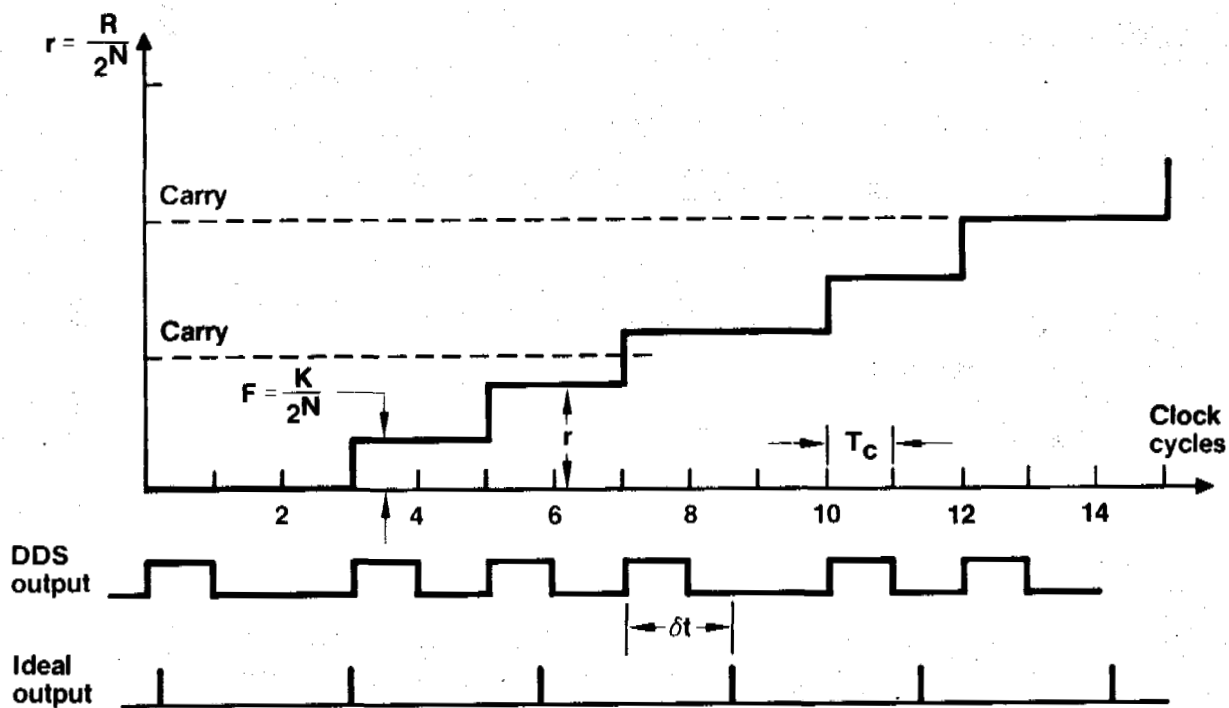 r = R / 2^N
Carry
Carry
F = K / 2^N
r
T_C
Clock
cycles
2 4 6 8 10 12 14
DDS
output
δt
Ideal
output